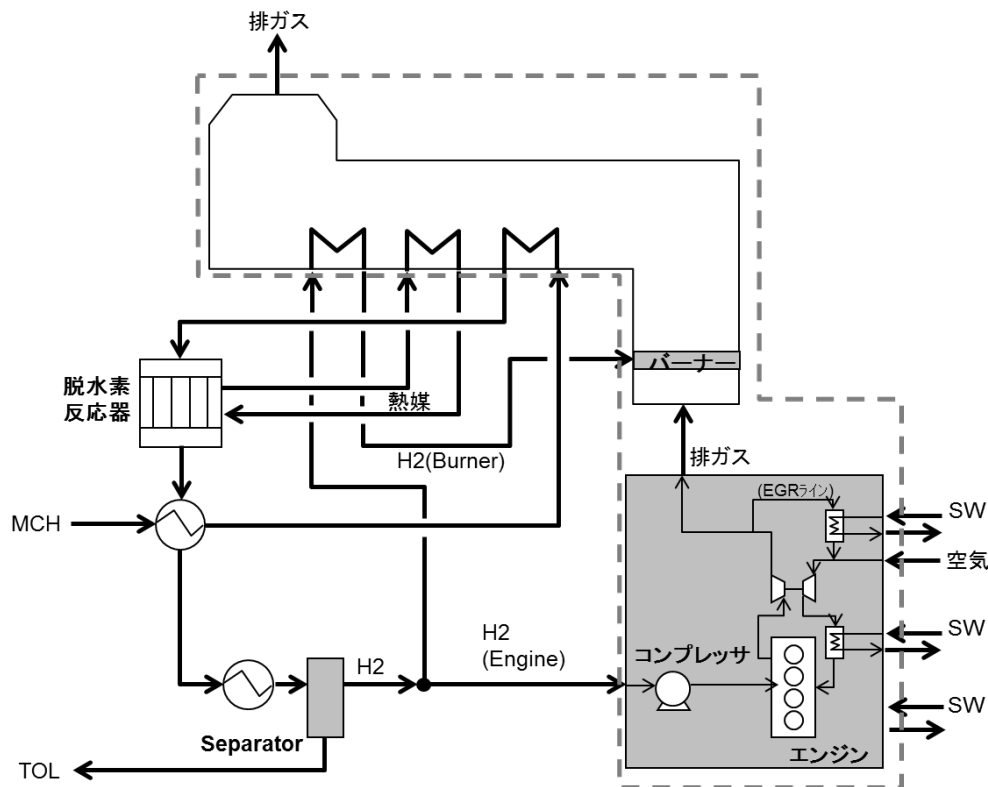 排ガス
バーナー
脱水素
反応器
熱媒
H2(Burner)
排ガス
(EGRライン)
SW
MCH
空気
H2
(Engine)
コンプレッサ
SW
H2
SW
Separator
エンジン
TOL